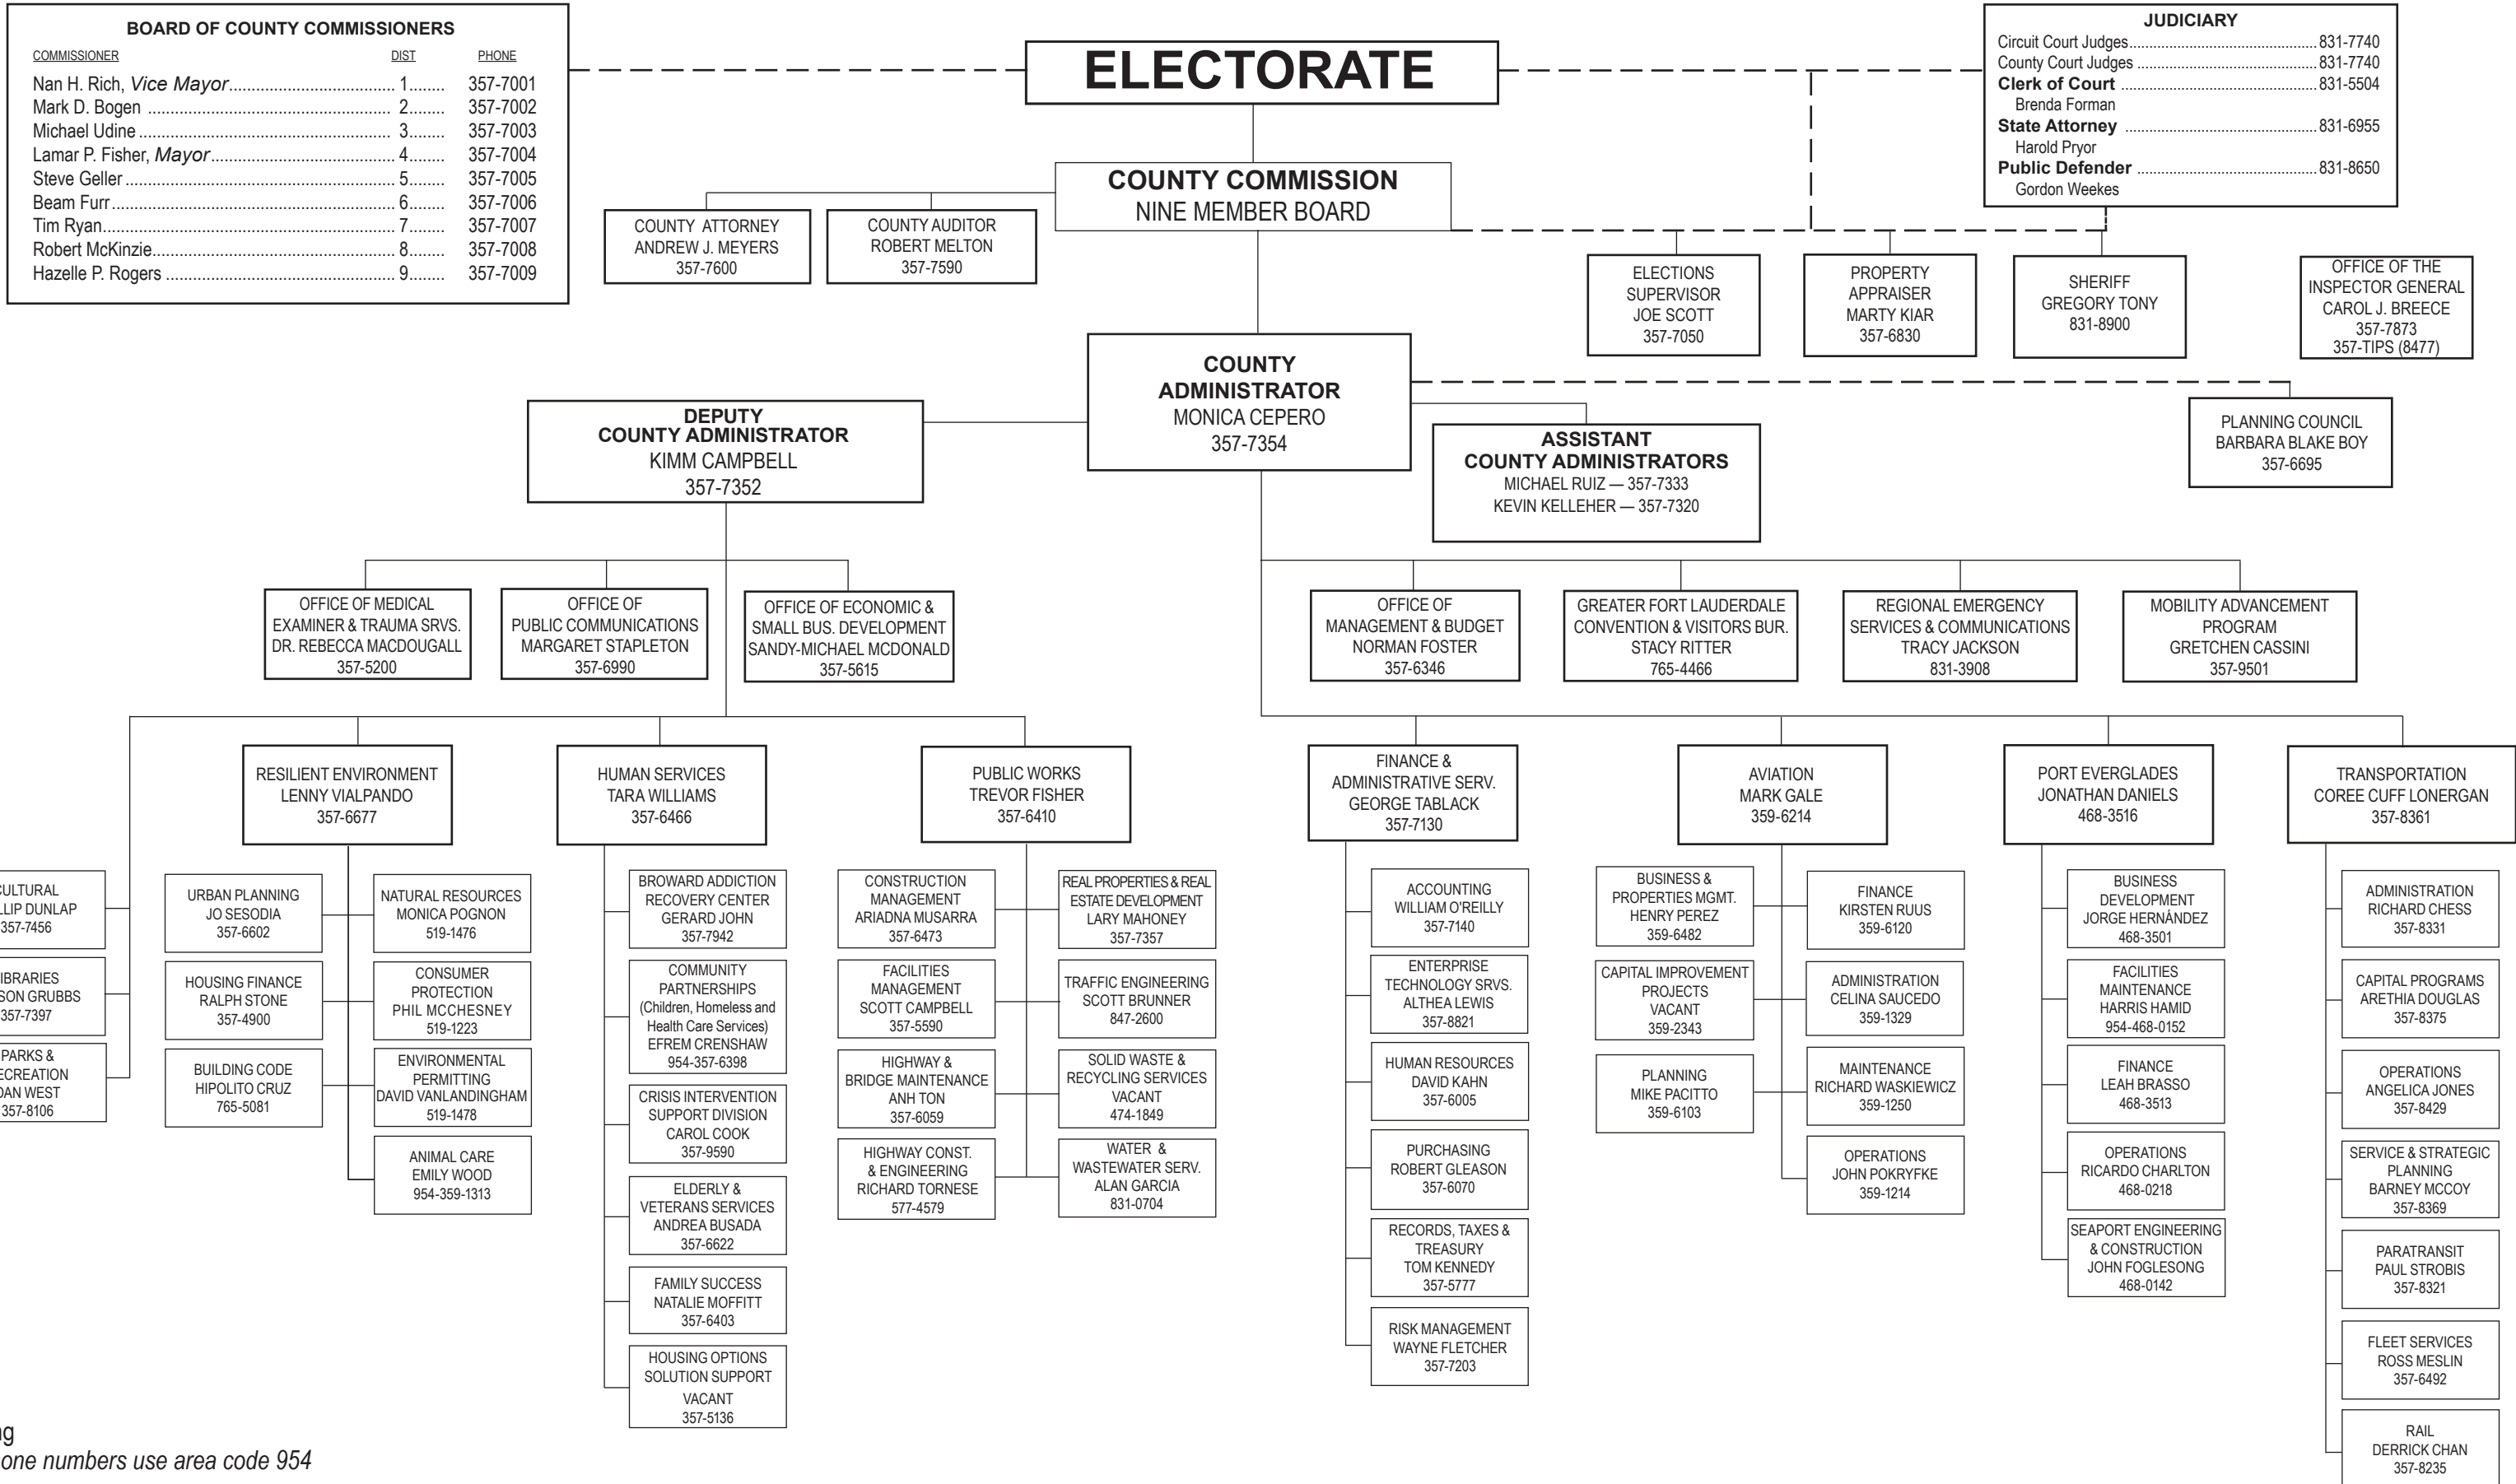 BOARD OF COUNTY COMMISSIONERS
COMMISSIONER DIST PHONE
Nan H. Rich, Vice Mayor 1 357-7001
Mark D. Bogen 2 357-7002
Michael Udine 3 357-7003
Lamar P. Fisher, Mayor 4 357-7004
Steve Geller 5 357-7005
Beam Furr 6 357-7006
Tim Ryan 7 357-7007
Robert McKinzie 8 357-7008
Hazelle P. Rogers 9 357-7009
ELECTORATE
JUDICIARY
Circuit Court Judges 831-7740
County Court Judges 831-7740
Clerk of Court 831-5504
Brenda Forman
State Attorney 831-6955
Harold Pryor
Public Defender 831-8650
Gordon Weekes
COUNTY COMMISSION
NINE MEMBER BOARD
COUNTY ATTORNEY
ANDREW J. MEYERS
357-7600
COUNTY AUDITOR
ROBERT MELTON
357-7590
ELECTIONS
SUPERVISOR
JOE SCOTT
357-7050
PROPERTY
APPRAISER
MARTY KIAR
357-6830
SHERIFF
GREGORY TONY
831-8900
OFFICE OF THE
INSPECTOR GENERAL
CAROL J. BREECE
357-7873
357-TIPS (8477)
COUNTY
ADMINISTRATOR
MONICA CEPERO
357-7354
DEPUTY
COUNTY ADMINISTRATOR
KIMM CAMPBELL
357-7352
ASSISTANT
COUNTY ADMINISTRATORS
MICHAEL RUIZ — 357-7333
KEVIN KELLEHER — 357-7320
PLANNING COUNCIL
BARBARA BLAKE BOY
357-6695
OFFICE OF MEDICAL
EXAMINER & TRAUMA SRVS.
DR. REBECCA MACDOUGALL
357-5200
OFFICE OF
PUBLIC COMMUNICATIONS
MARGARET STAPLETON
357-6990
OFFICE OF ECONOMIC &
SMALL BUS. DEVELOPMENT
SANDY-MICHAEL MCDONALD
357-5615
OFFICE OF
MANAGEMENT & BUDGET
NORMAN FOSTER
357-6346
GREATER FORT LAUDERDALE
CONVENTION & VISITORS BUR.
STACY RITTER
765-4466
REGIONAL EMERGENCY
SERVICES & COMMUNICATIONS
TRACY JACKSON
831-3908
MOBILITY ADVANCEMENT
PROGRAM
GRETCHEN CASSINI
357-9501
RESILIENT ENVIRONMENT
LENNY VIALPANDO
357-6677
HUMAN SERVICES
TARA WILLIAMS
357-6466
PUBLIC WORKS
TREVOR FISHER
357-6410
FINANCE &
ADMINISTRATIVE SERV.
GEORGE TABLACK
357-7130
AVIATION
MARK GALE
359-6214
PORT EVERGLADES
JONATHAN DANIELS
468-3516
TRANSPORTATION
COREE CUFF LONERGAN
357-8361
ULTURAL
LLIP DUNLAP
357-7456
IBRARIES
SON GRUBBS
357-7397
PARKS &
ECREATION
DAN WEST
357-8106
URBAN PLANNING
JO SESODIA
357-6602
HOUSING FINANCE
RALPH STONE
357-4900
BUILDING CODE
HIPOLITO CRUZ
765-5081
NATURAL RESOURCES
MONICA POGNON
519-1476
CONSUMER
PROTECTION
PHIL MCCHESNEY
519-1223
ENVIRONMENTAL
PERMITTING
DAVID VANLANDINGHAM
519-1478
ANIMAL CARE
EMILY WOOD
954-359-1313
BROWARD ADDICTION
RECOVERY CENTER
GERARD JOHN
357-7942
COMMUNITY
PARTNERSHIPS
(Children, Homeless and
Health Care Services)
EFREM CRENSHAW
954-357-6398
CRISIS INTERVENTION
SUPPORT DIVISION
CAROL COOK
357-9590
ELDERLY &
VETERANS SERVICES
ANDREA BUSADA
357-6622
FAMILY SUCCESS
NATALIE MOFFITT
357-6403
HOUSING OPTIONS
SOLUTION SUPPORT
VACANT
357-5136
CONSTRUCTION
MANAGEMENT
ARIADNA MUSARRA
357-6473
FACILITIES
MANAGEMENT
SCOTT CAMPBELL
357-5590
HIGHWAY &
BRIDGE MAINTENANCE
ANH TON
357-6059
HIGHWAY CONST.
& ENGINEERING
RICHARD TORNESE
577-4579
REAL PROPERTIES & REAL
ESTATE DEVELOPMENT
LARY MAHONEY
357-7357
TRAFFIC ENGINEERING
SCOTT BRUNNER
847-2600
SOLID WASTE &
RECYCLING SERVICES
VACANT
474-1849
WATER &
WASTEWATER SERV.
ALAN GARCIA
831-0704
ACCOUNTING
WILLIAM O'REILLY
357-7140
ENTERPRISE
TECHNOLOGY SRVS.
ALTHEA LEWIS
357-8821
HUMAN RESOURCES
DAVID KAHN
357-6005
PURCHASING
ROBERT GLEASON
357-6070
RECORDS, TAXES &
TREASURY
TOM KENNEDY
357-5777
RISK MANAGEMENT
WAYNE FLETCHER
357-7203
BUSINESS &
PROPERTIES MGMT.
HENRY PEREZ
359-6482
CAPITAL IMPROVEMENT
PROJECTS
VACANT
359-2343
PLANNING
MIKE PACITTO
359-6103
FINANCE
KIRSTEN RUUS
359-6120
ADMINISTRATION
CELINA SAUCEDO
359-1329
MAINTENANCE
RICHARD WASKIEWICZ
359-1250
OPERATIONS
JOHN POKRYFKE
359-1214
BUSINESS
DEVELOPMENT
JORGE HERNÁNDEZ
468-3501
FACILITIES
MAINTENANCE
HARRIS HAMID
954-468-0152
FINANCE
LEAH BRASSO
468-3513
OPERATIONS
RICARDO CHARLTON
468-0218
SEAPORT ENGINEERING
& CONSTRUCTION
JOHN FOGLESONG
468-0142
ADMINISTRATION
RICHARD CHESS
357-8331
CAPITAL PROGRAMS
ARETHIA DOUGLAS
357-8375
OPERATIONS
ANGELICA JONES
357-8429
SERVICE & STRATEGIC
PLANNING
BARNEY MCCOY
357-8369
PARATRANSIT
PAUL STROBIS
357-8321
FLEET SERVICES
ROSS MESLIN
357-6492
RAIL
DERRICK CHAN
357-8235
g
one numbers use area code 954